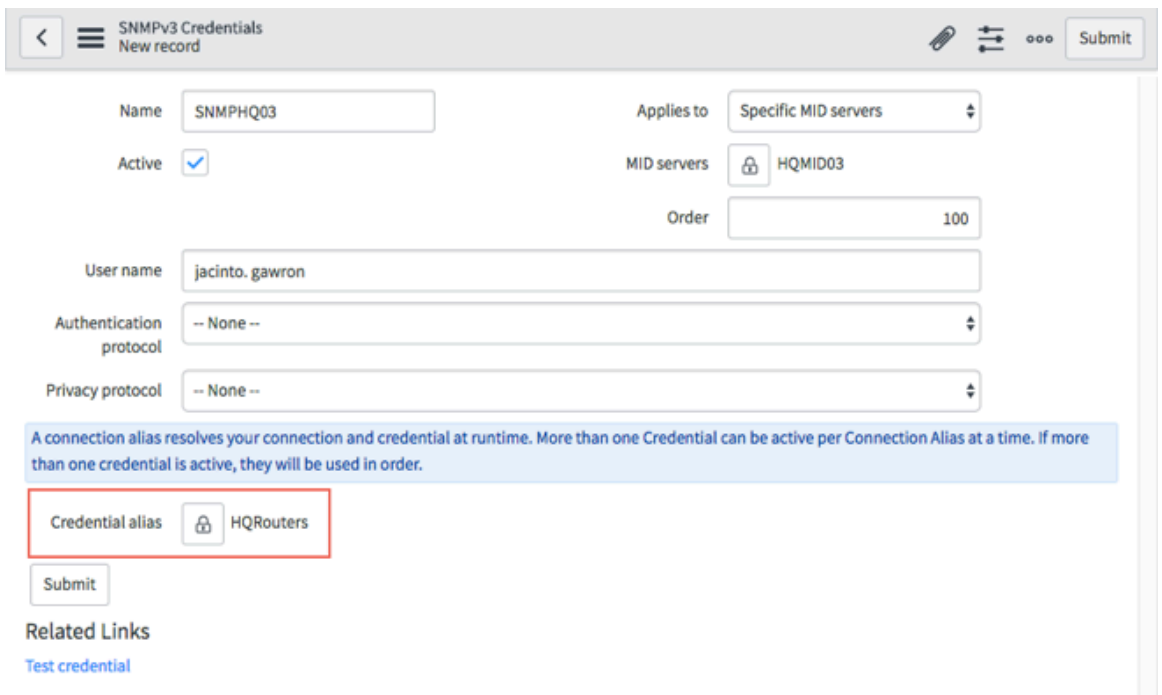 SNMPv3 Credentials
New record
Submit
Name SNMPHQ03 Applies to Specific MID servers
Active MID servers HQMID03
Order 100
User name jacinto. gawron
Authentication
protocol
-- None --
Privacy protocol -- None --
A connection alias resolves your connection and credential at runtime. More than one Credential can be active per Connection Alias at a time. If more
than one credential is active, they will be used in order.
Credential alias HQRouters
Submit
Related Links
Test credential